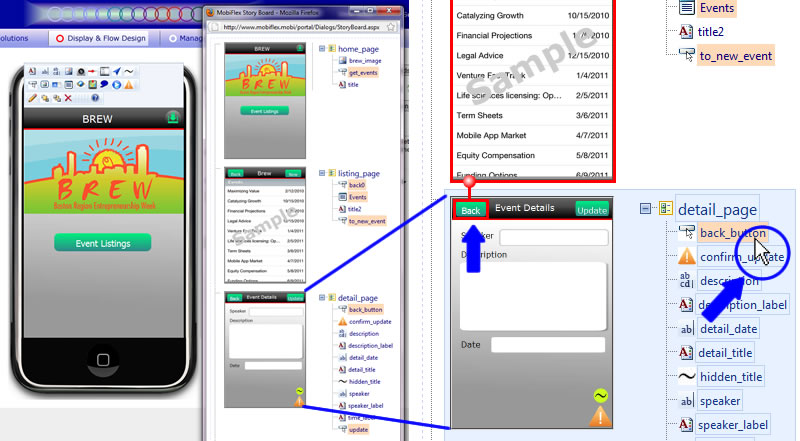 MobiFlex Story Board - Mozilla Firefox
http://www.mobiflex.mobi/portal/Dialogs/StoryBoard.aspx
olutions
Display & Flow Design
Manag
BREW
BREW
Boston Region Entrepreneurship Week
Event Listings
BREW
BREW
Event Listings
home_page
brew_image
get_events
title
Back
Brew
Events
Maximizing Value 2/12/2010
Catalyzing Growth 10/15/2010
Financial Projections
Legal Advice 12/15/2010
Venture Fast Track 1/4/2011
Life sciences licensing: Op... 2/5/2011
Term Sheets 3/6/2011
Mobile App Market 4/7/2011
Equity Compensation 5/8/2011
Funding Options 6/9/2011
Sample
listing_page
back0
Events
title2
to_new_event
Back
Event Details
Update
Speaker
Description
Date
detail_page
back_button
confirm_update
description
description_label
detail_date
detail_title
hidden_title
speaker
speaker_label
time_label
update
Catalyzing Growth 10/15/2010
Financial Projections
Legal Advice 12/15/2010
Venture Fast Track 1/4/2011
Life sciences licensing: Op... 2/5/2011
Term Sheets 3/6/2011
Mobile App Market 4/7/2011
Equity Compensation 5/8/2011
Funding Options 6/9/2011
Sample
Events
title2
to_new_event
Back
Event Details
Update
Speaker
Description
Date
detail_page
back_button
confirm_update
description
description_label
detail_date
detail_title
hidden_title
speaker
speaker_label